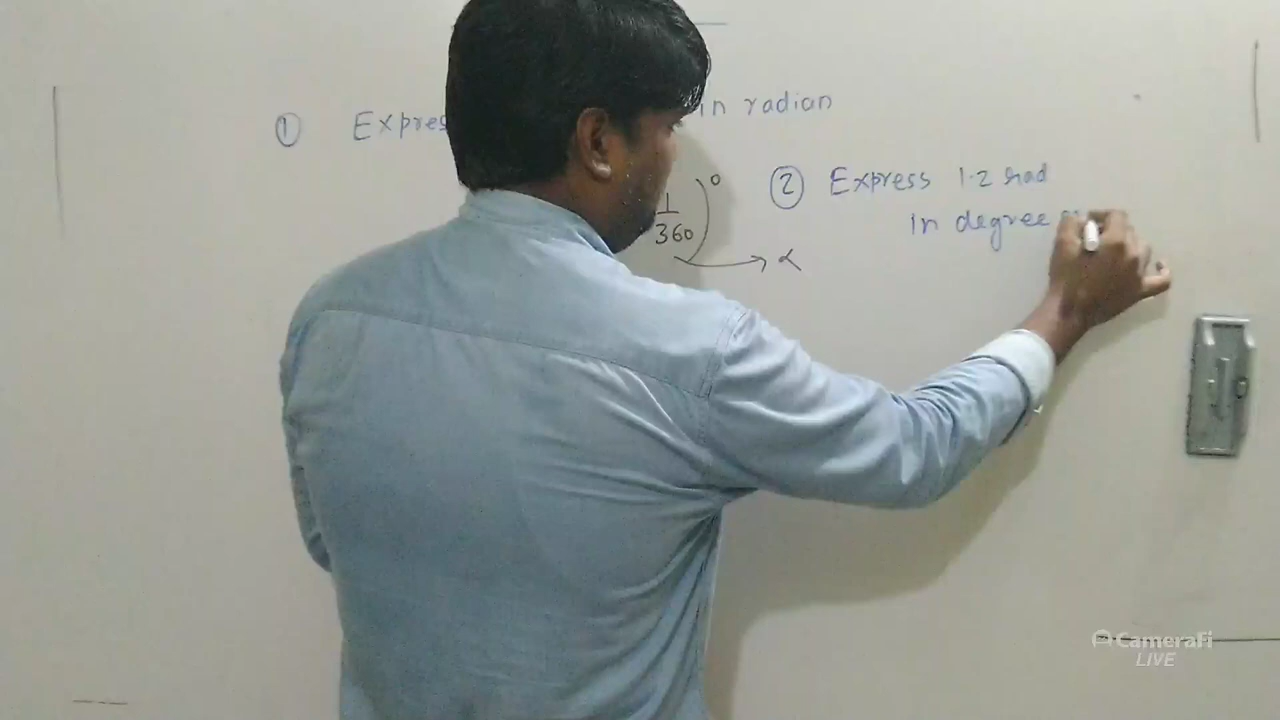 ① Expres in radian
1
360
)°
→ α
② Express 1.2 rad
in degree
CameraFi
LIVE